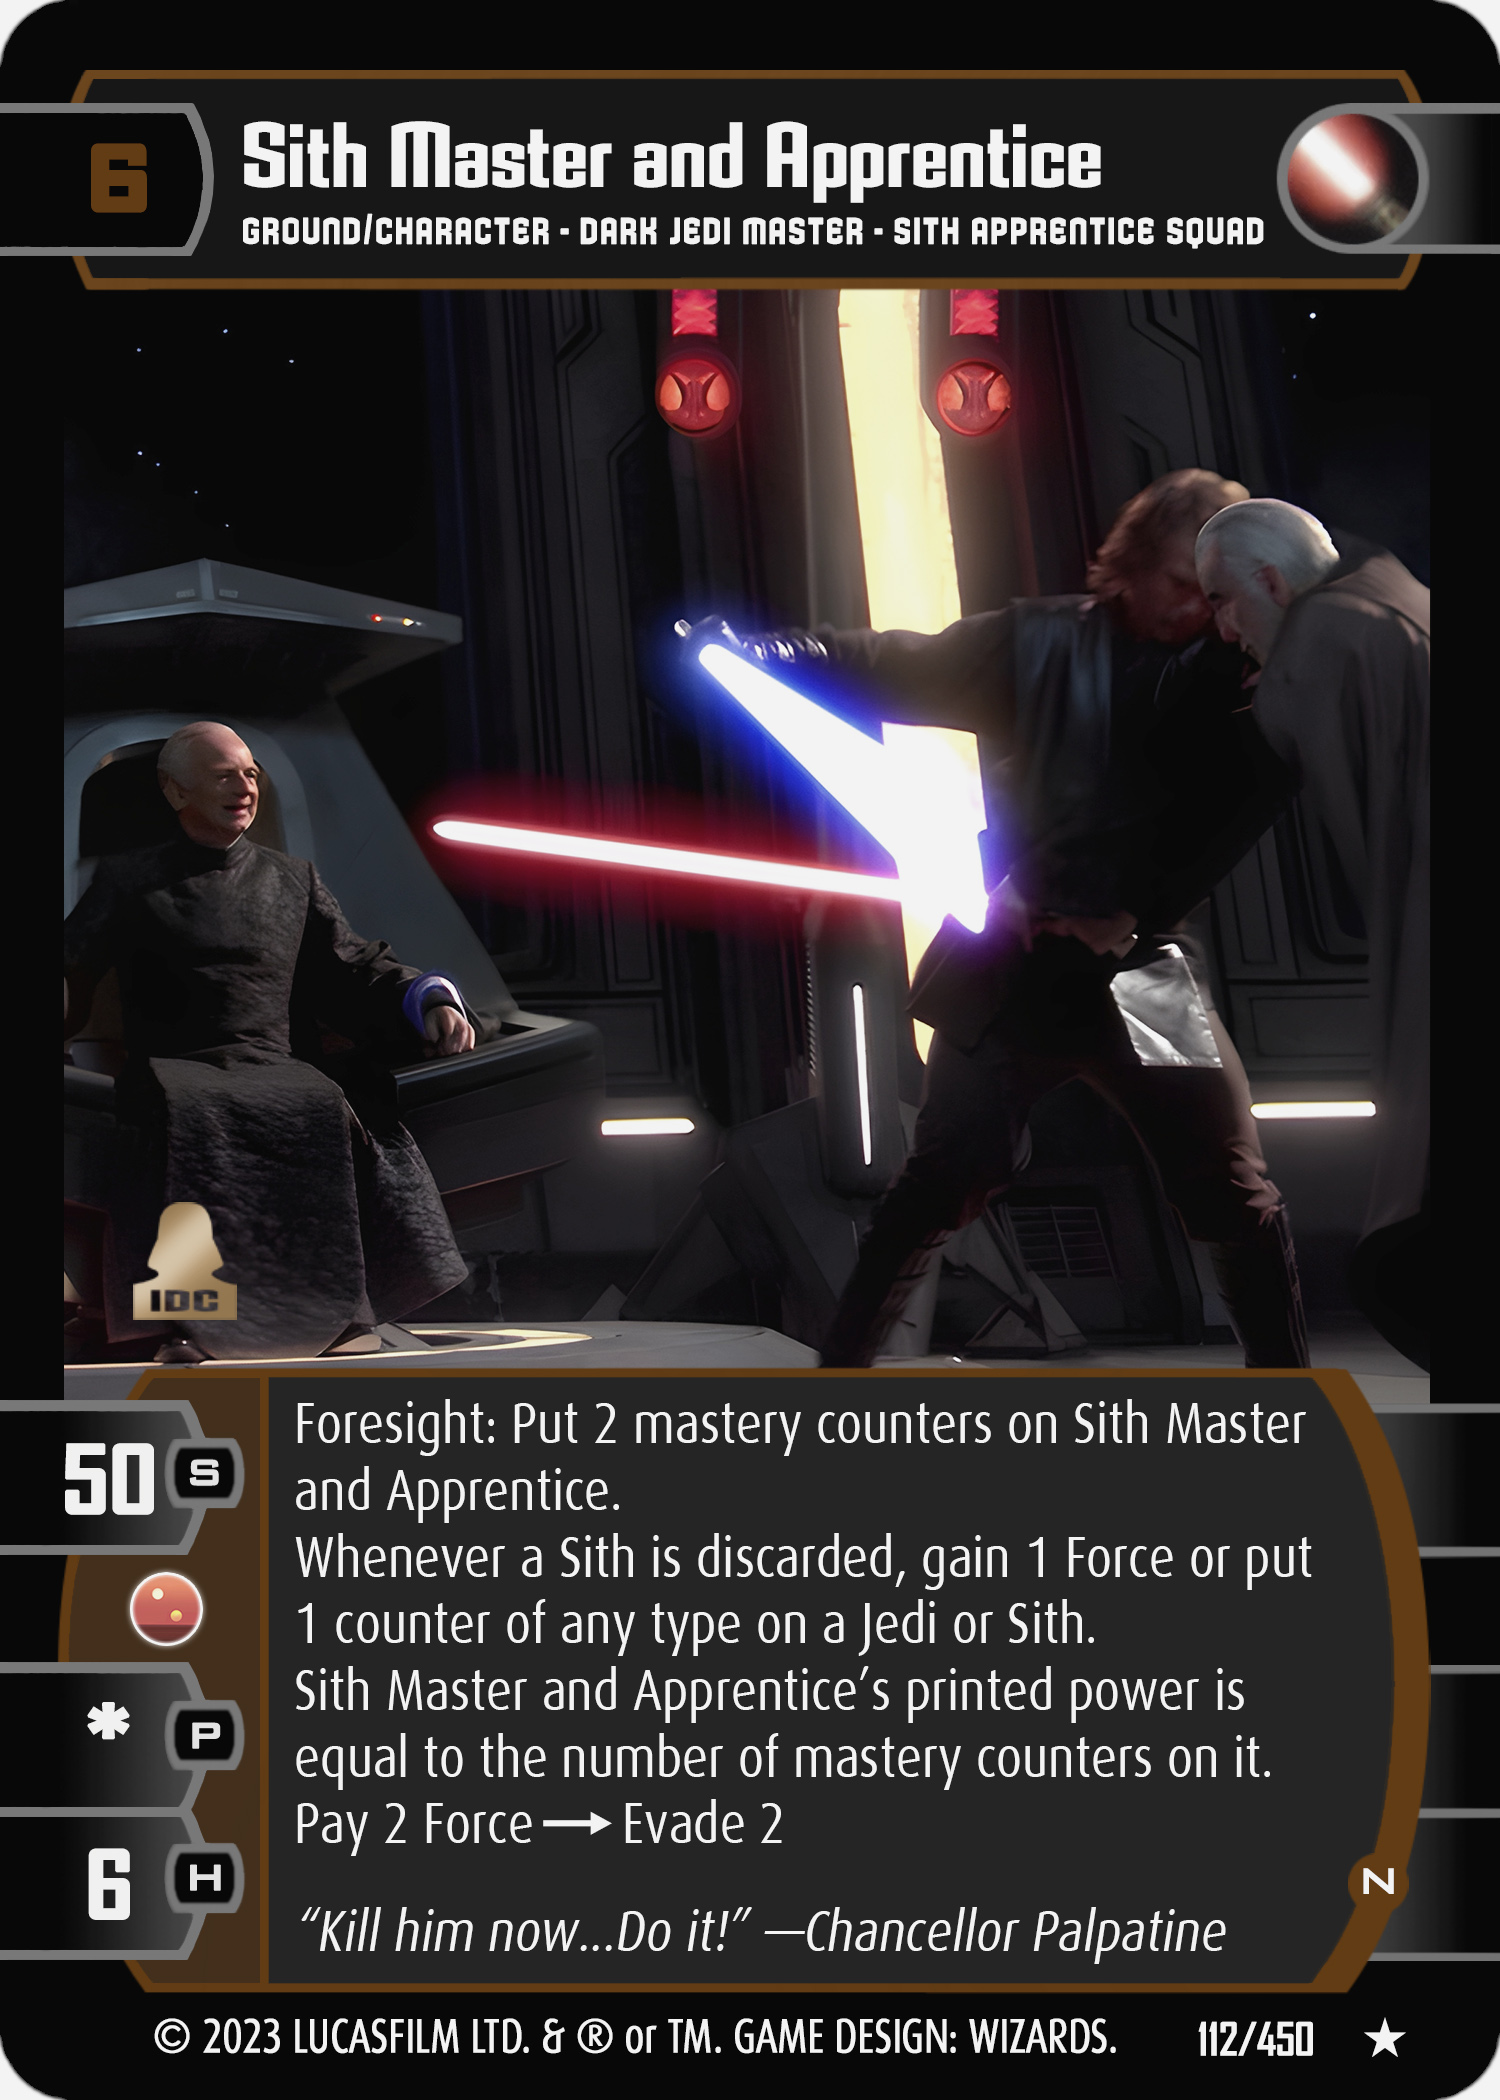 6
Sith Master and Apprentice
GROUND/CHARACTER - DARK JEDI MASTER - SITH APPRENTICE SQUAD
IDC
50 S
* P
6 H
Foresight: Put 2 mastery counters on Sith Master
and Apprentice.
Whenever a Sith is discarded, gain 1 Force or put
1 counter of any type on a Jedi or Sith.
Sith Master and Apprentice's printed power is
equal to the number of mastery counters on it.
Pay 2 Force → Evade 2
N
“Kill him now...Do it!” —Chancellor Palpatine
© 2023 LUCASFILM LTD. & ® or TM. GAME DESIGN: WIZARDS. 112/450 ★